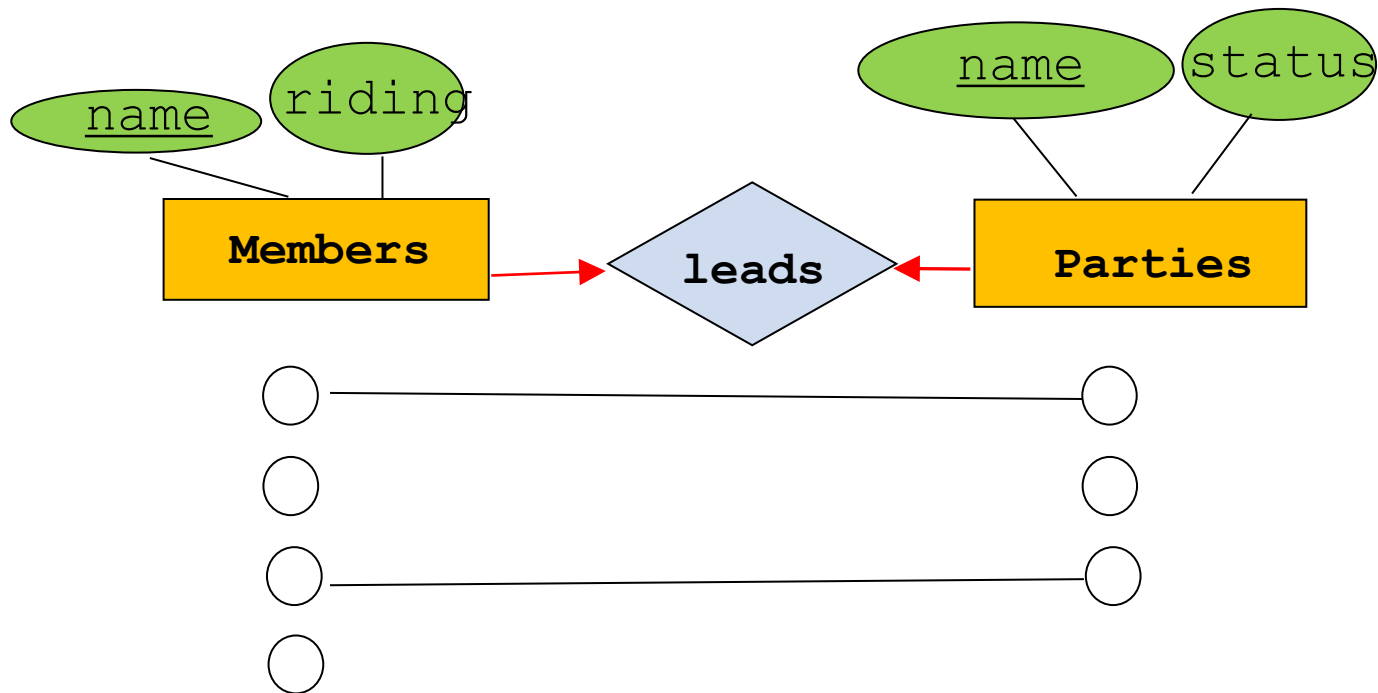 name
riding
name
status
Members
leads
Parties